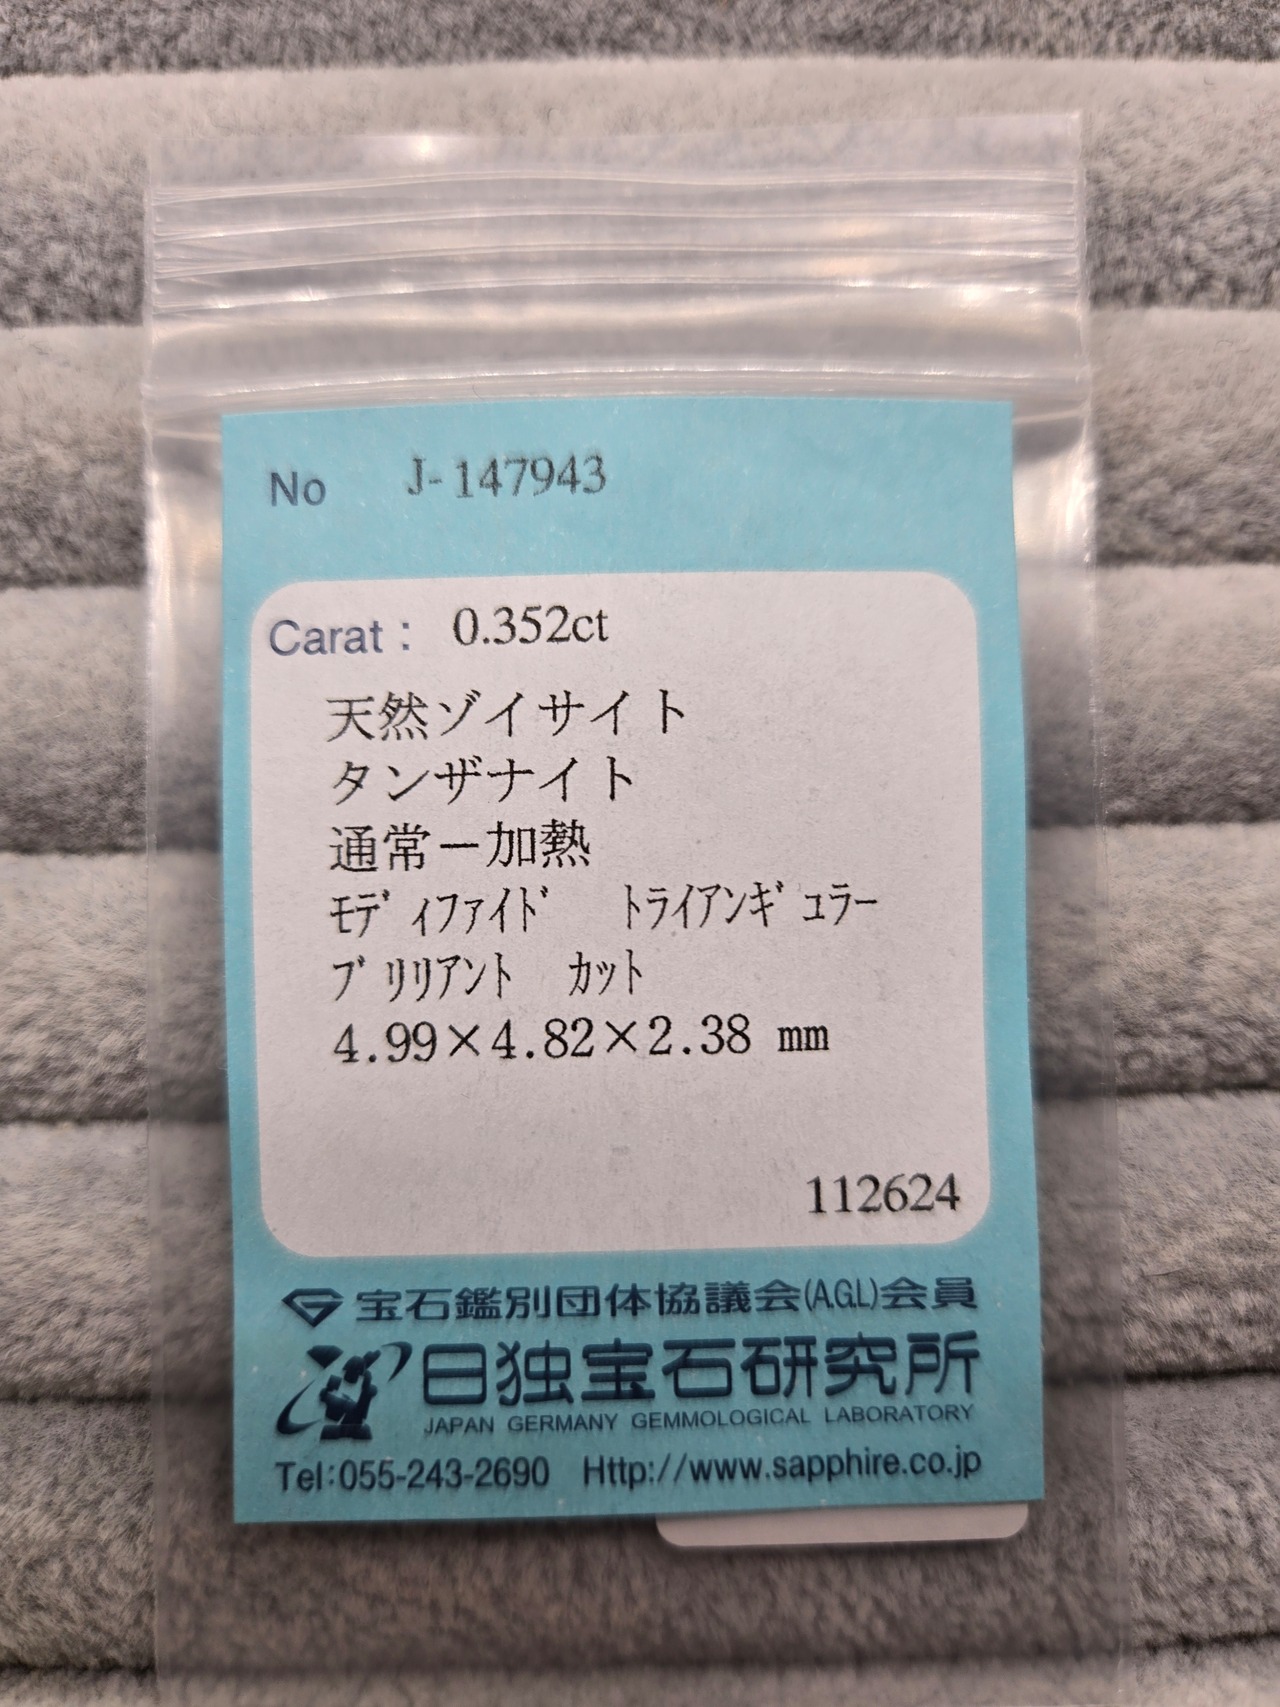 No J-147943
Carat： 0.352ct
天然ゾイサイト
タンザナイト
通常－加熱
ﾓﾃﾞｨﾌｧｲﾄﾞ ﾄﾗｲｱﾝｷﾞｭﾗｰ
ﾌﾞﾘﾘｱﾝﾄ ｶｯﾄ
4.99×4.82×2.38 mm
112624
宝石鑑別団体協議会(A.G.L)会員
日独宝石研究所
JAPAN GERMANY GEMMOLOGICAL LABORATORY
Tel:055-243-2690 Http://www.sapphire.co.jp